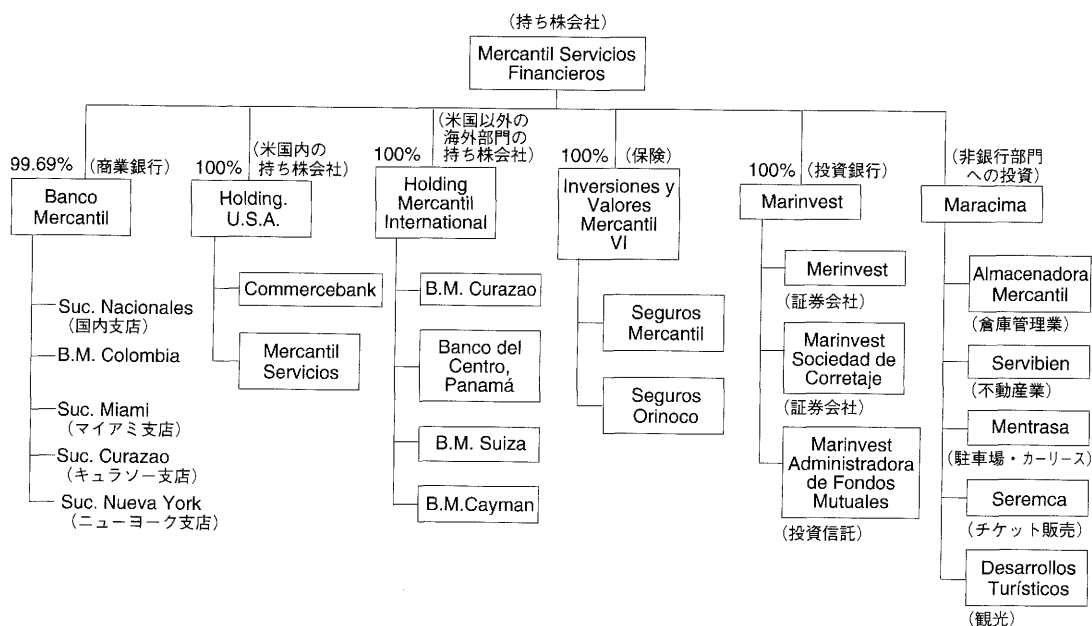 (持ち株会社)
Mercantil Servicios
Financieros
99.69% (商業銀行)
Banco
Mercantil
Suc. Nacionales
(国内支店)
B.M. Colombia
Suc. Miami
(マイアミ支店)
Suc. Curazao
(キュラソー支店)
Suc. Nueva York
(ニューヨーク支店)
(米国内の
100% 持ち株会社)
Holding.
U.S.A.
Commercebank
Mercantil
Servicios
(米国以外の
海外部門の
100% 持ち株会社)
Holding
Mercantil
International
B.M. Curazao
Banco del
Centro,
Panamá
B.M. Suiza
B.M.Cayman
100% (保険)
Inversiones y
Valores
Mercantil
VI
Seguros
Mercantil
Seguros
Orinoco
100% (投資銀行)
Marinvest
Merinvest
(証券会社)
Marinvest
Sociedad de
Corretaje
(証券会社)
Marinvest
Administradora
de Fondos
Mutuales
(投資信託)
(非銀行部門
への投資)
Maracima
Almacenadora
Mercantil
(倉庫管理業)
Servibien
(不動産業)
Mentrasa
(駐車場・カーリース)
Seremca
(チケット販売)
Desarrollos
Turísticos
(観光)